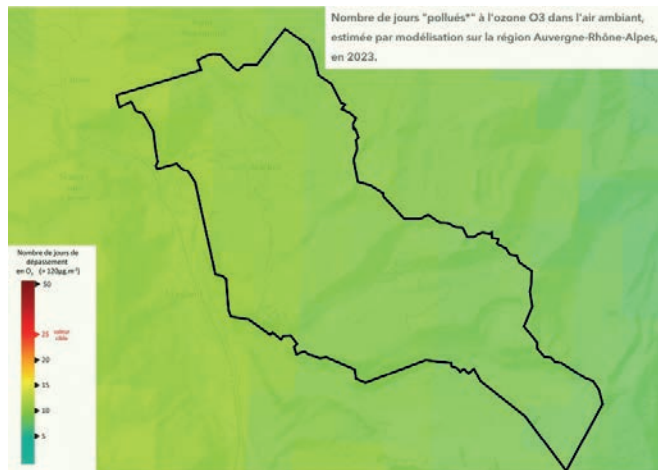 Nombre de jours "pollués*" à l'ozone O3 dans l'air ambiant,
estimée par modélisation sur la région Auvergne-Rhône-Alpes,
en 2023.
Nombre de jours de
dépassement
en O₃ (> 120µg.m⁻³)
50
25 valeur
cible
20
15
10
5